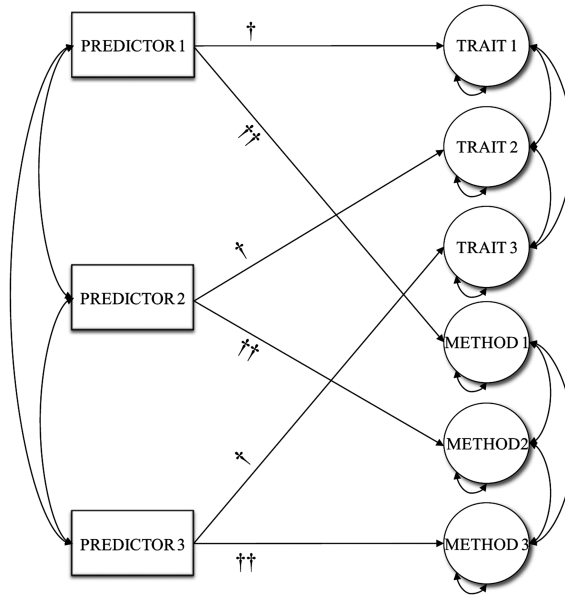 PREDICTOR 1
†
TRAIT 1
††
TRAIT 2
†
TRAIT 3
PREDICTOR 2
††
METHOD 1
METHOD2
†
PREDICTOR 3
††
METHOD 3